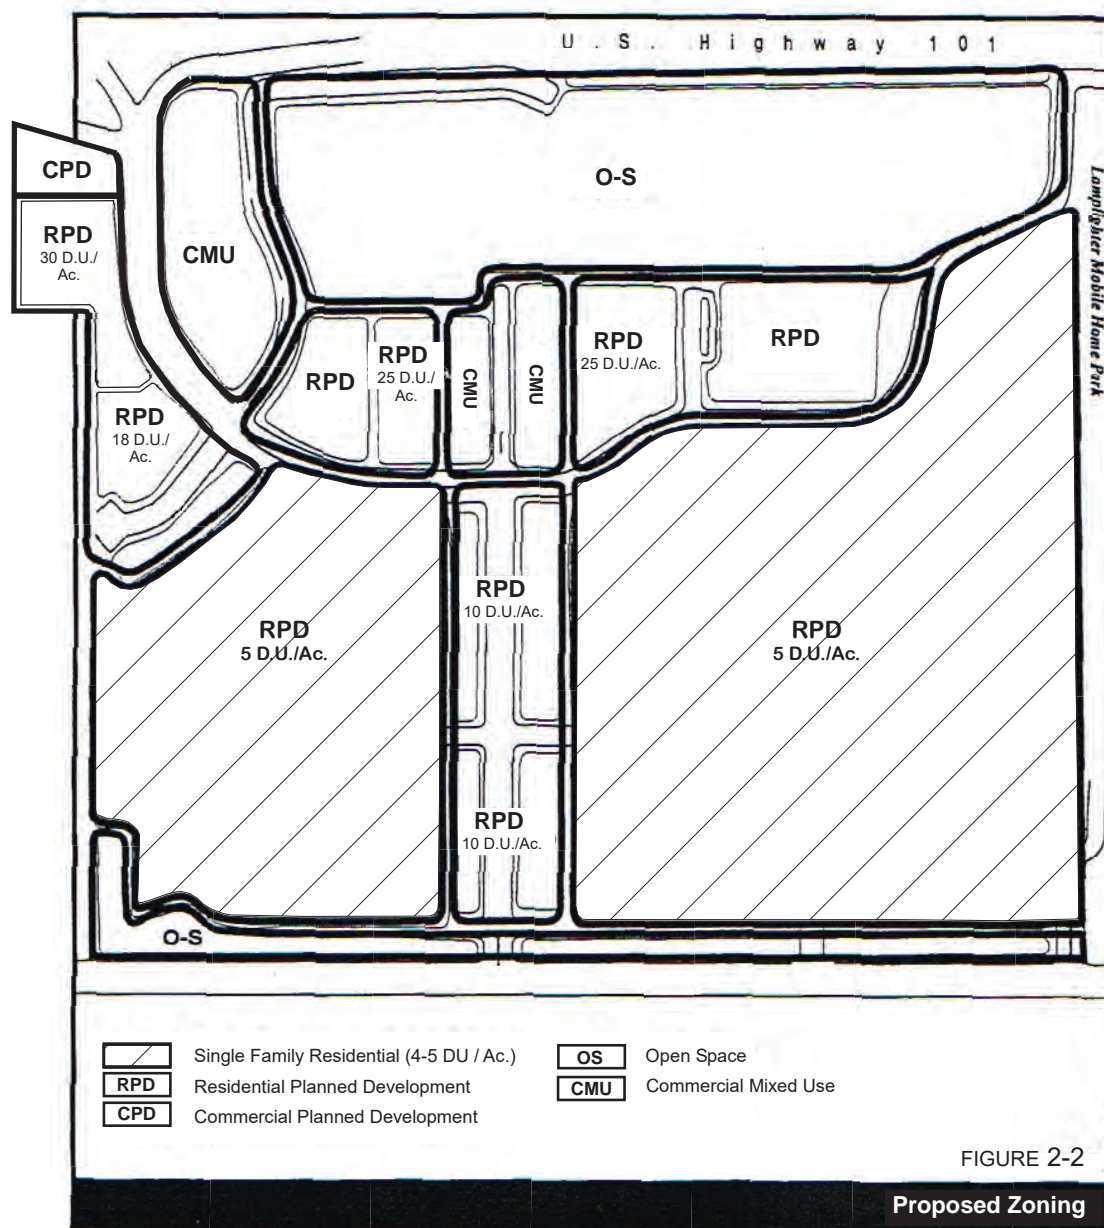 U.S. Highway 101
Lamplighter Mobile Home Park
CPD
O-S
RPD
30 D.U./
Ac.
CMU
RPD
RPD
25 D.U./
Ac.
CMU
CMU
RPD
25 D.U./Ac.
RPD
RPD
18 D.U./
Ac.
RPD
10 D.U./Ac.
RPD
5 D.U./Ac.
RPD
5 D.U./Ac.
RPD
10 D.U./Ac.
O-S
Single Family Residential (4-5 DU / Ac.)
RPD Residential Planned Development
CPD Commercial Planned Development
OS Open Space
CMU Commercial Mixed Use
FIGURE 2-2
Proposed Zoning